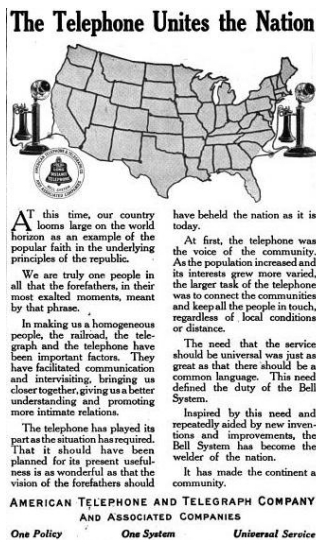 The Telephone Unites the Nation
AT this time, our country
looms large on the world
horizon as an example of the
popular faith in the underlying
principles of the republic.
We are truly one people in
all that the forefathers, in their
most exalted moments, meant
by that phrase.
In making us a homogeneous
people, the railroad, the tele-
graph and the telephone have
been important factors. They
have facilitated communication
and intervisiting, bringing us
closer together, giving us a better
understanding and promoting
more intimate relations.
The telephone has played its
part as the situation has required.
That it should have been
planned for its present useful-
ness is as wonderful as that the
vision of the forefathers should
have beheld the nation as it is
today.
At first, the telephone was
the voice of the community.
As the population increased and
its interests grew more varied,
the larger task of the telephone
was to connect the communities
and keep all the people in touch,
regardless of local conditions
or distance.
The need that the service
should be universal was just as
great as that there should be a
common language. This need
defined the duty of the Bell
System.
Inspired by this need and
repeatedly aided by new inven-
tions and improvements, the
Bell System has become the
welder of the nation.
It has made the continent a
community.
AMERICAN TELEPHONE AND TELEGRAPH COMPANY
AND ASSOCIATED COMPANIES
One Policy One System Universal Service